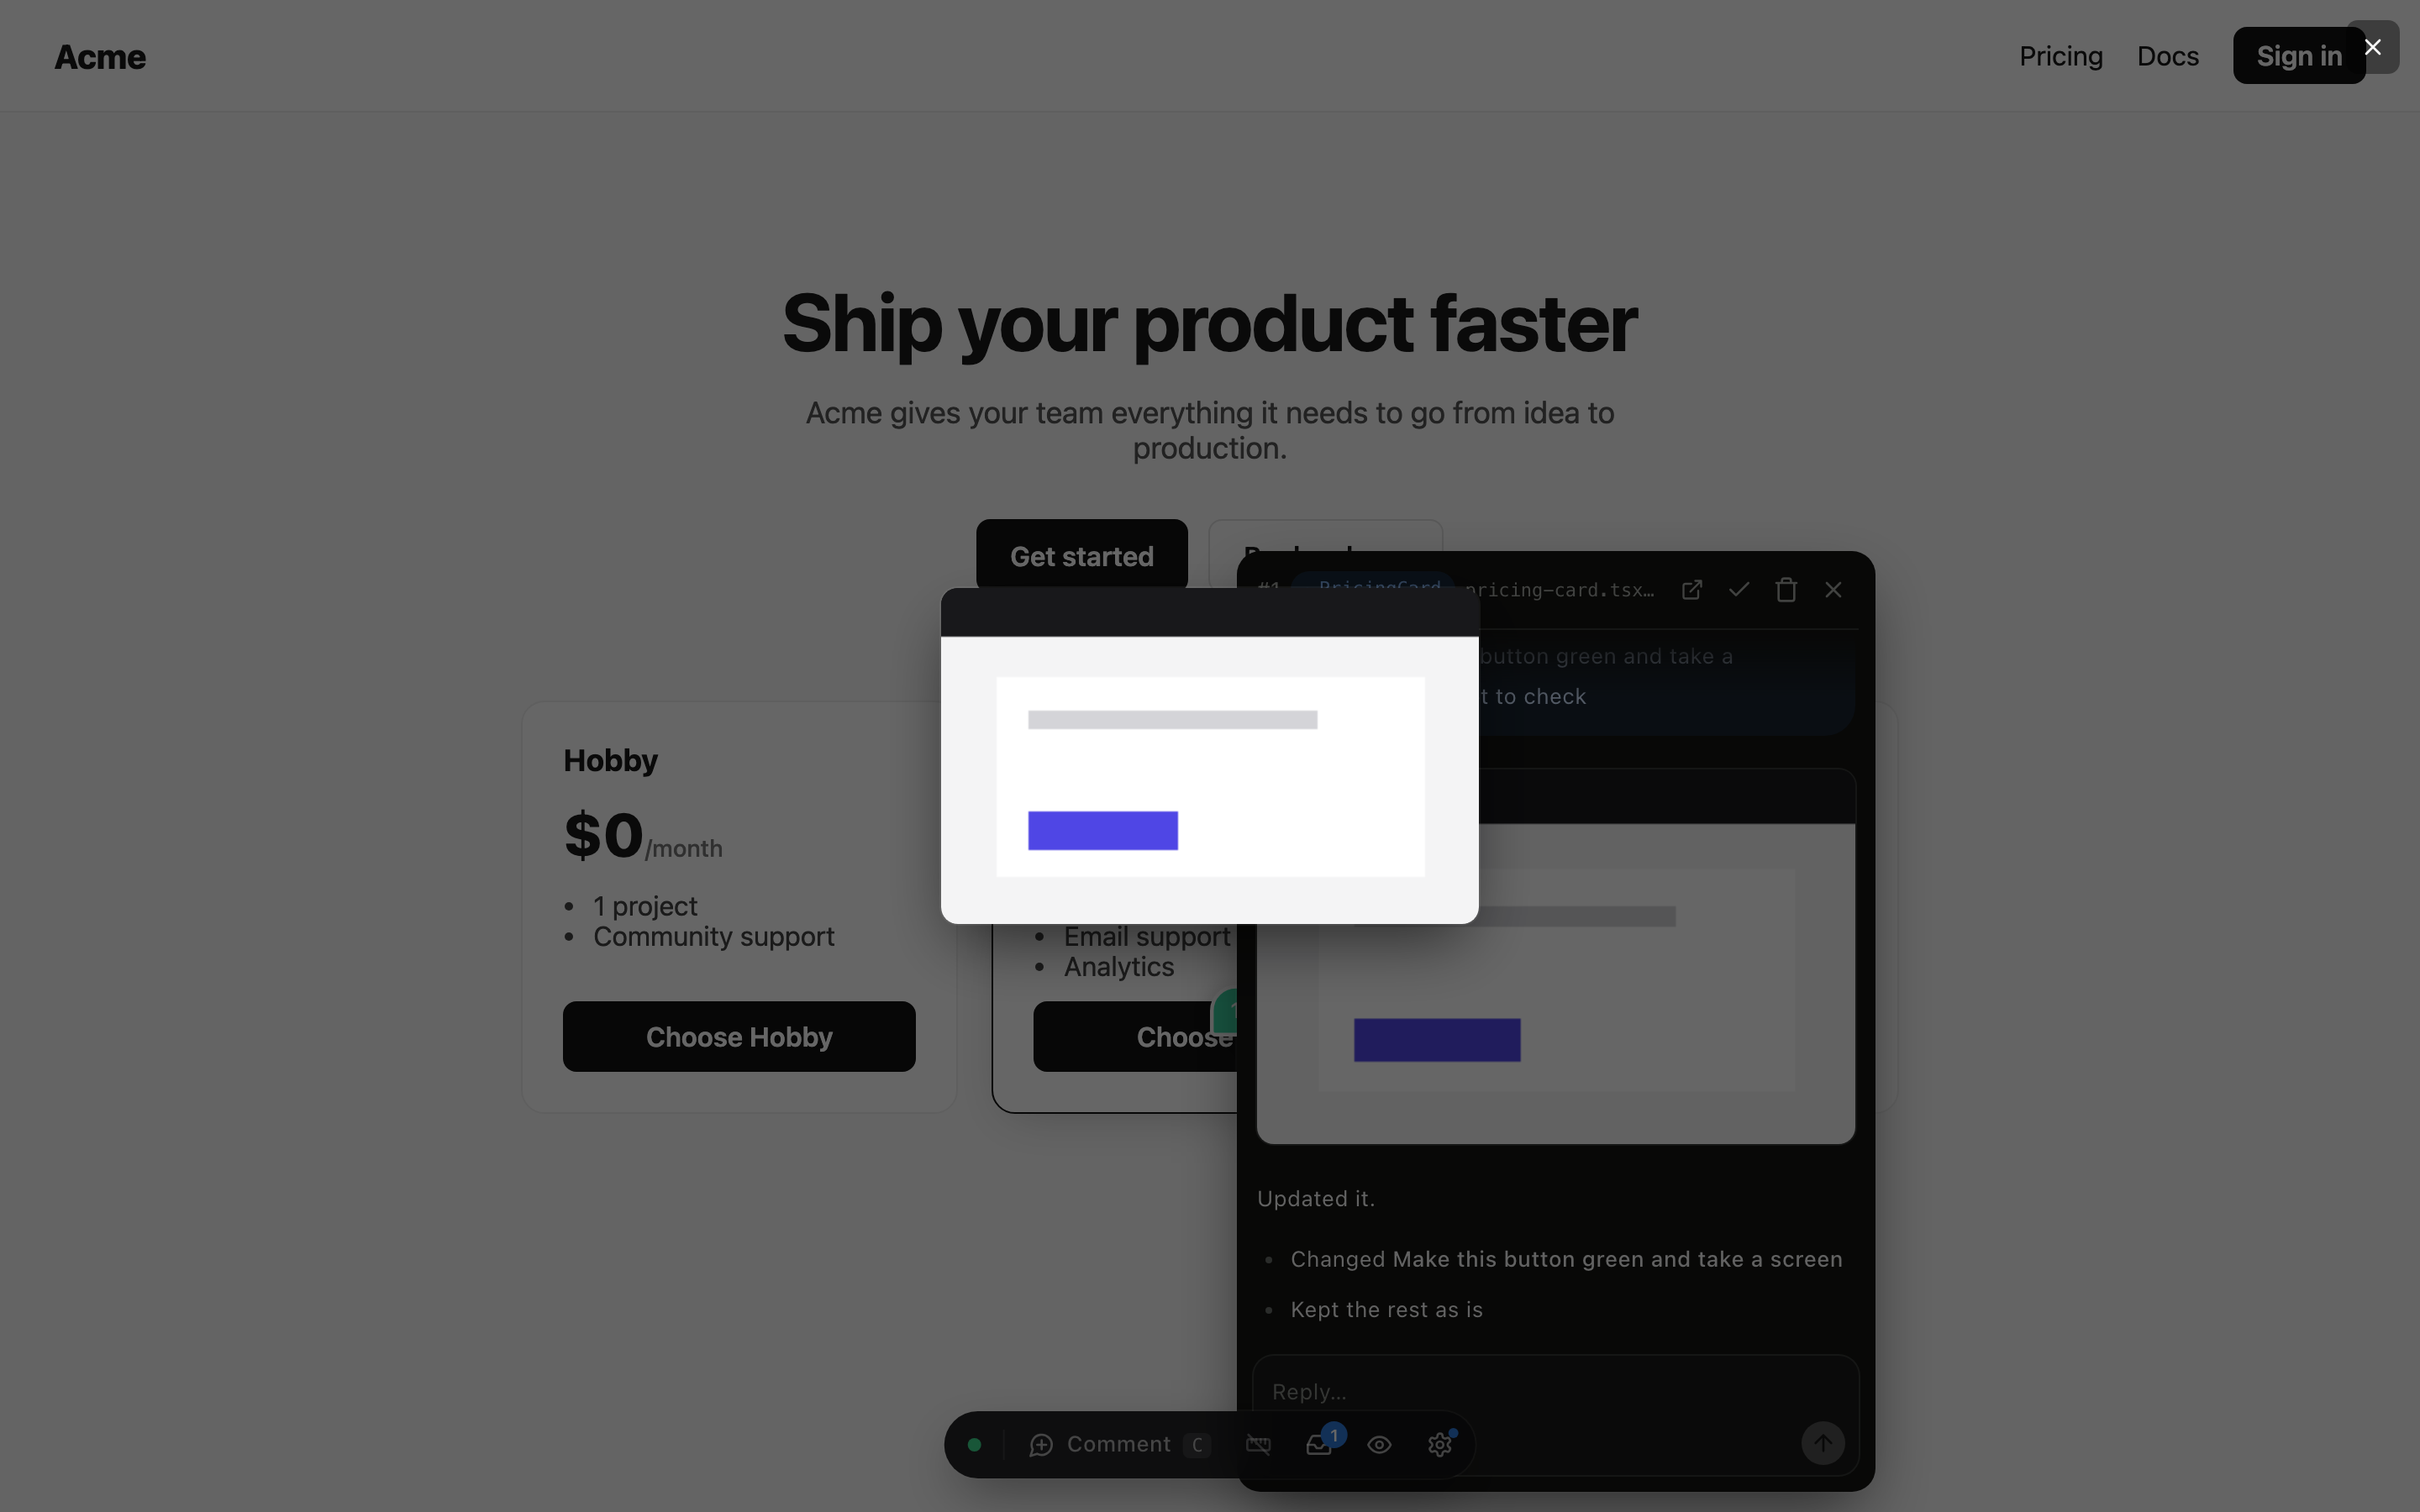 Acme
Pricing
Docs
Sign in
Ship your product faster
Acme gives your team everything it needs to go from idea to
production.
Get started
#1
PricingCard
pricing-card.tsx…
button green and take a
t to check
Hobby
$0/month
1 project
Community support
Choose Hobby
Email support
Analytics
Choose
1
Updated it.
Changed Make this button green and take a screen
Kept the rest as is
Reply…
Comment
C
1